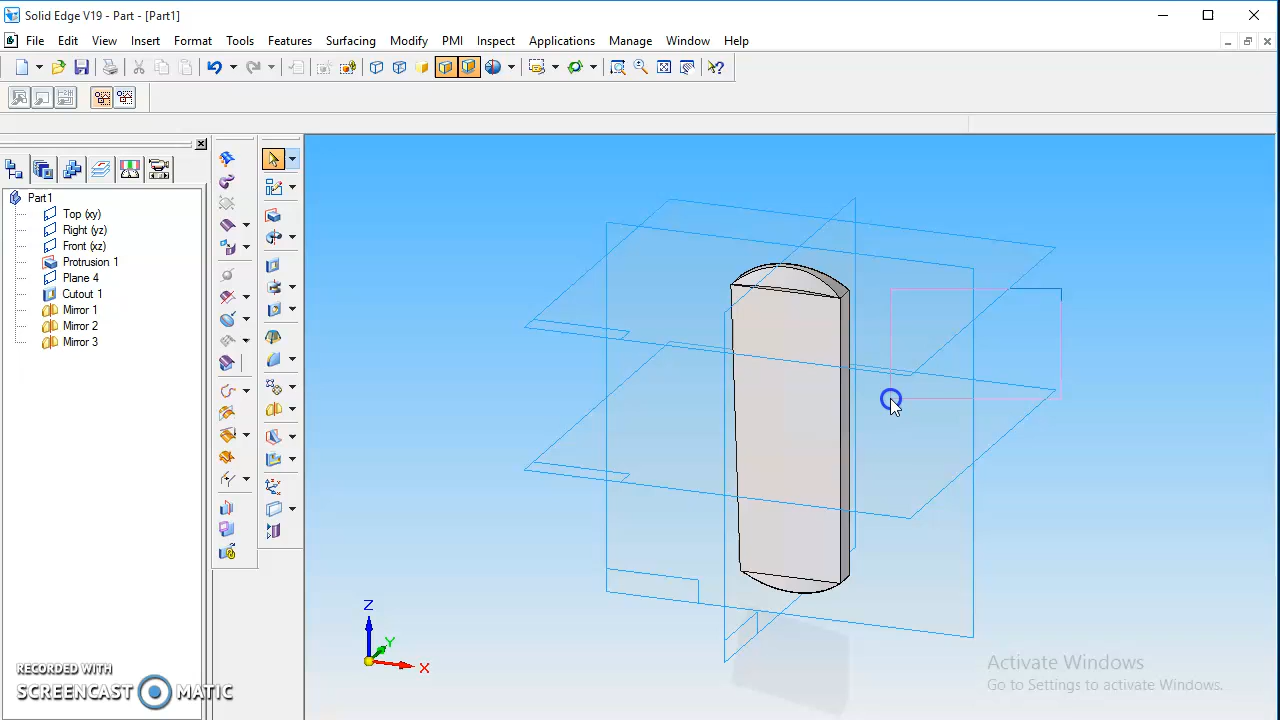 Solid Edge V19 - Part - [Part1]
File Edit View Insert Format Tools Features Surfacing Modify PMI Inspect Applications Manage Window Help
Part1
Top (xy)
Right (yz)
Front (xz)
Protrusion 1
Plane 4
Cutout 1
Mirror 1
Mirror 2
Mirror 3
Z
Y
X
RECORDED WITH
SCREENCAST MATIC
Activate Windows
Go to Settings to activate Windows.